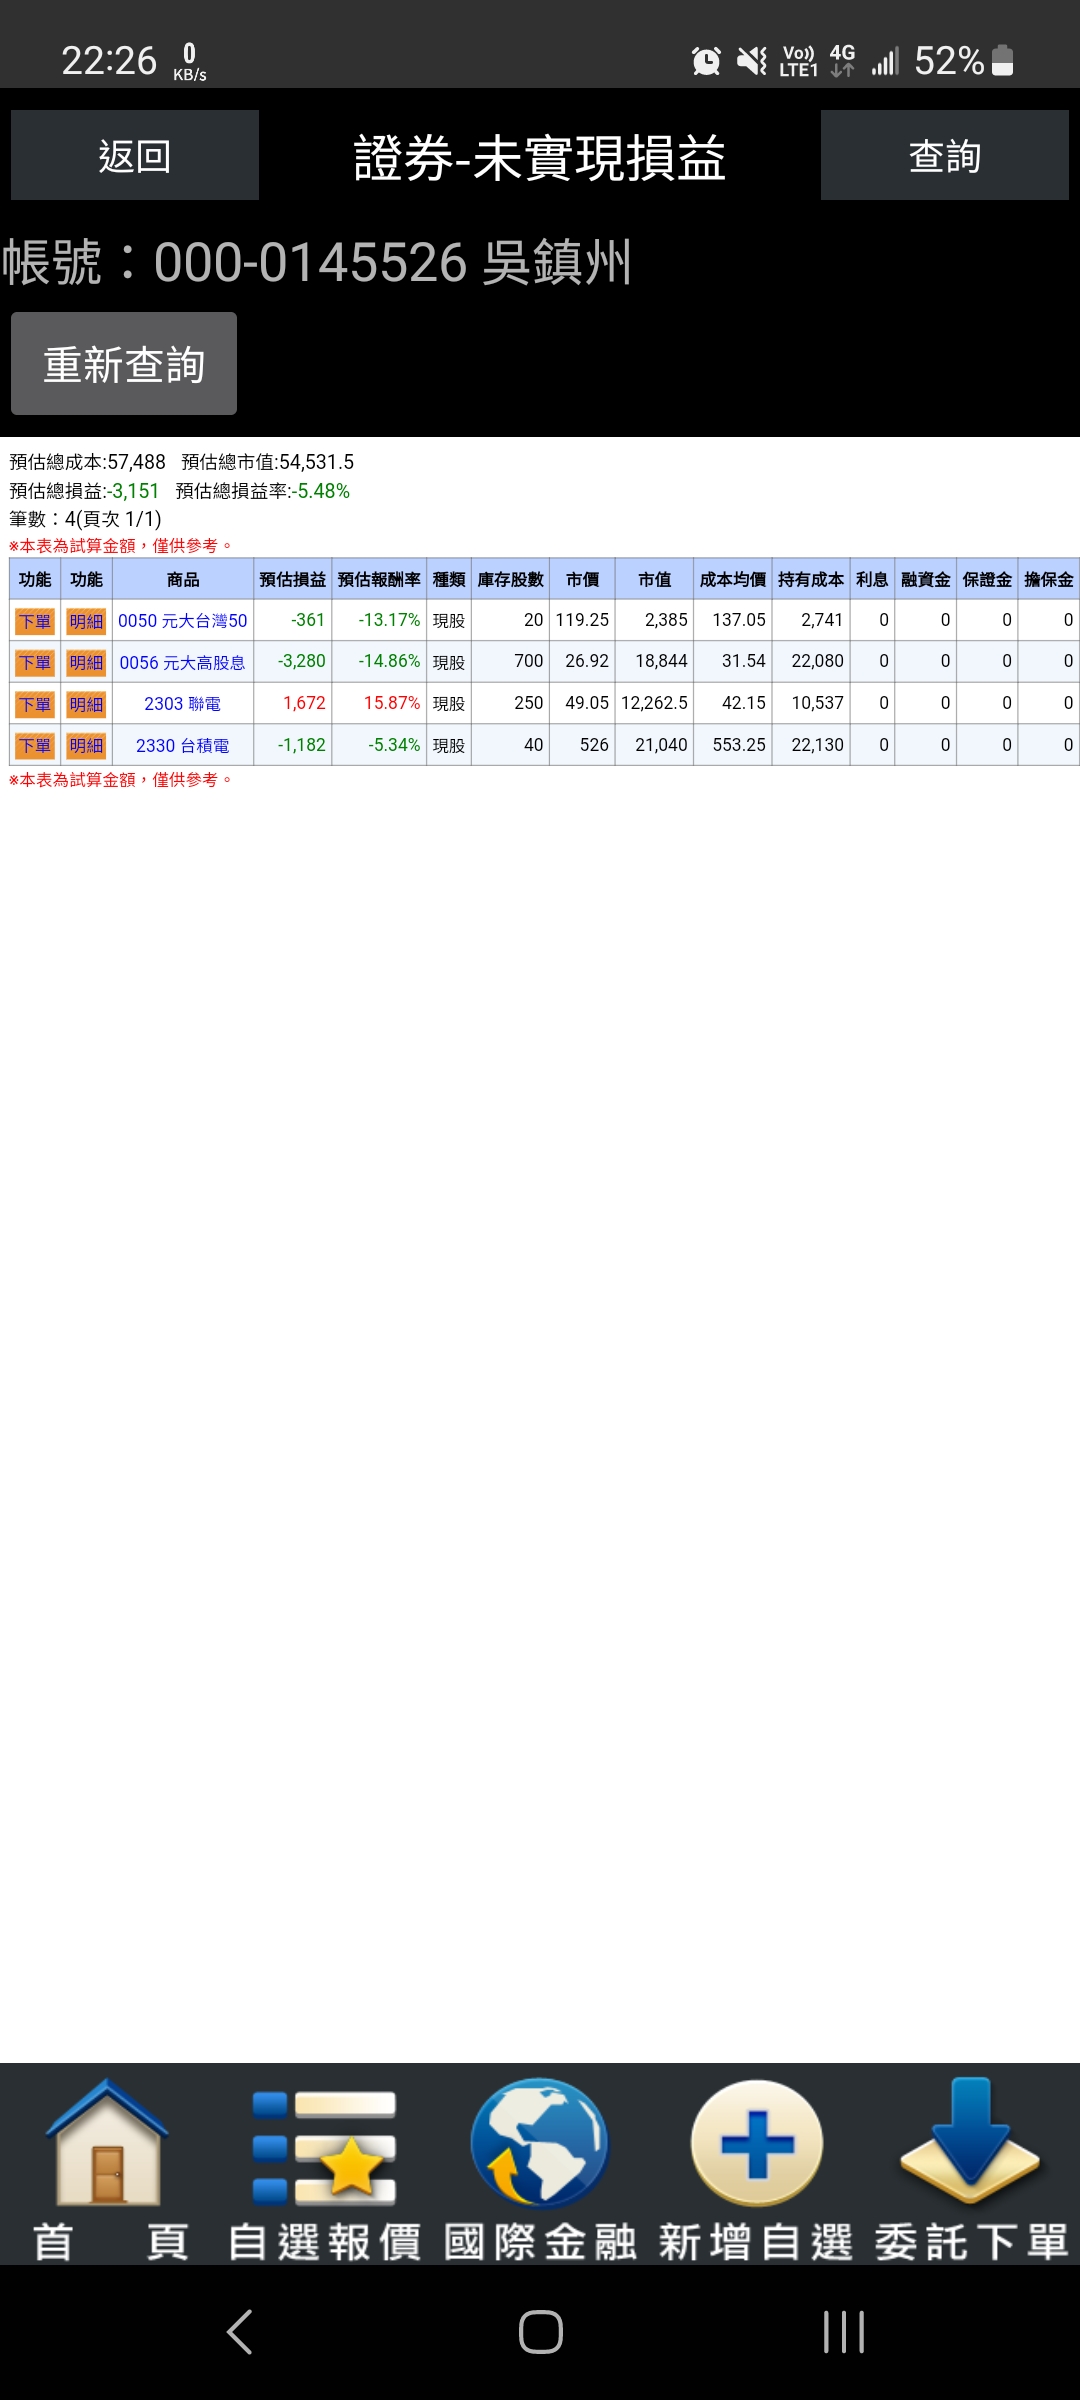 22:26 0 KB/s Vo)) LTE1 4G 52%
返回 證券-未實現損益 查詢
帳號：000-0145526 吳鎮州
重新查詢
預估總成本:57,488 預估總市值:54,531.5
預估總損益:-3,151 預估總損益率:-5.48%
筆數：4(頁次 1/1)
※本表為試算金額，僅供參考。
功能 功能 商品 預估損益 預估報酬率 種類 庫存股數 市價 市值 成本均價 持有成本 利息 融資金 保證金 擔保金
下單 明細 0050 元大台灣50 -361 -13.17% 現股 20 119.25 2,385 137.05 2,741 0 0 0 0
下單 明細 0056 元大高股息 -3,280 -14.86% 現股 700 26.92 18,844 31.54 22,080 0 0 0 0
下單 明細 2303 聯電 1,672 15.87% 現股 250 49.05 12,262.5 42.15 10,537 0 0 0 0
下單 明細 2330 台積電 -1,182 -5.34% 現股 40 526 21,040 553.25 22,130 0 0 0 0
※本表為試算金額，僅供參考。
首頁 自選報價 國際金融 新增自選 委託下單